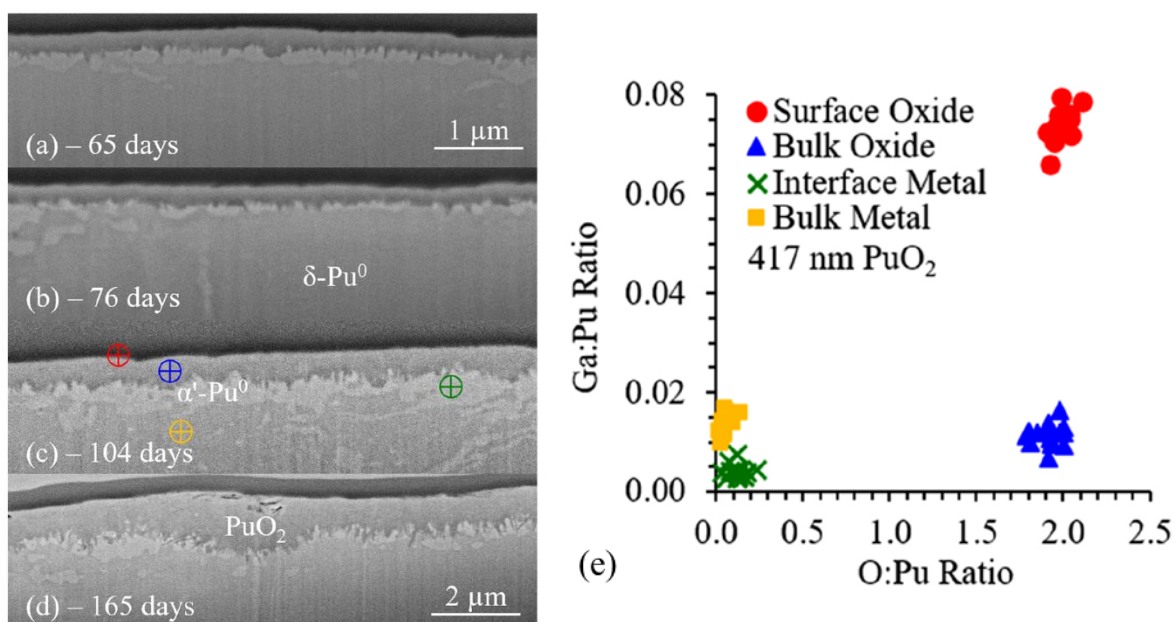 (a) – 65 days
1 µm
δ-Pu⁰
(b) – 76 days
α'-Pu⁰
(c) – 104 days
PuO₂
(d) – 165 days
2 µm
0.08
0.06
0.04
0.02
0.00
Ga:Pu Ratio
Surface Oxide
Bulk Oxide
Interface Metal
Bulk Metal
417 nm PuO₂
0.0 0.5 1.0 1.5 2.0 2.5
O:Pu Ratio
(e)